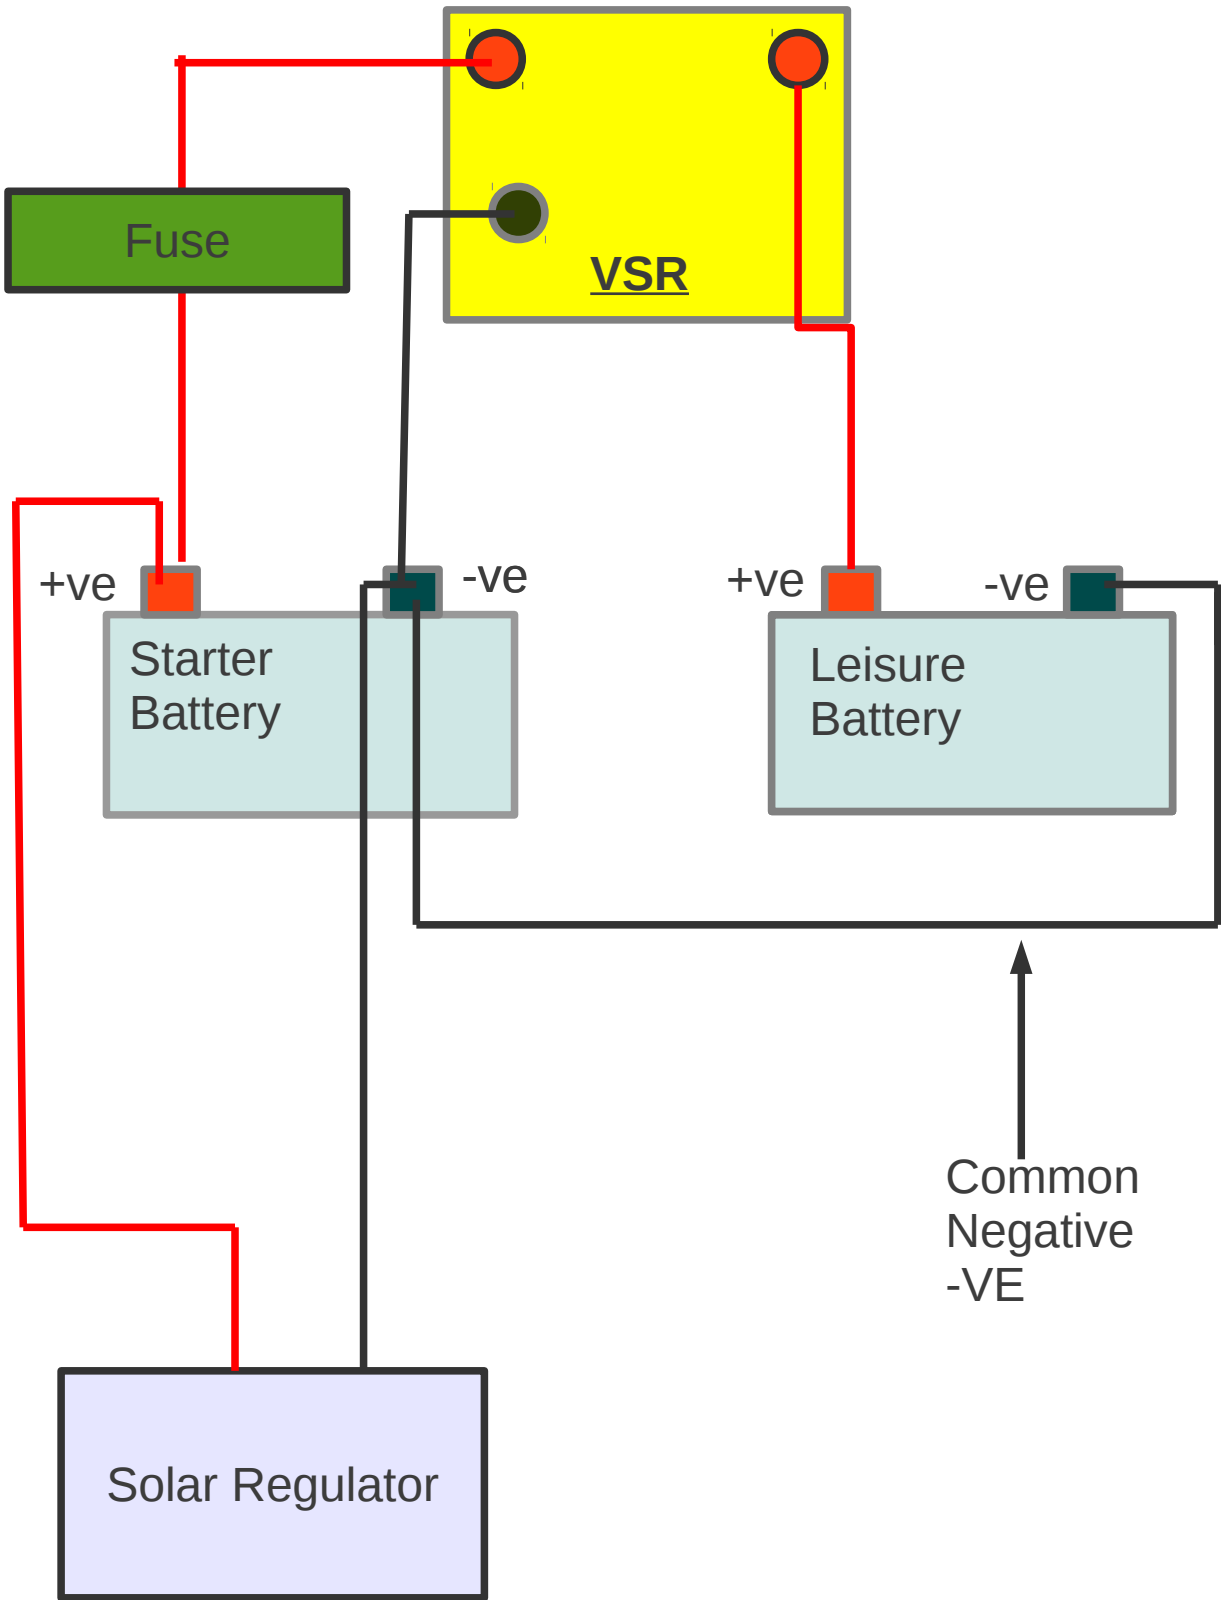 Fuse
VSR
+ve
-ve
+ve
-ve
Starter
Battery
Leisure
Battery
Common
Negative
-VE
Solar Regulator